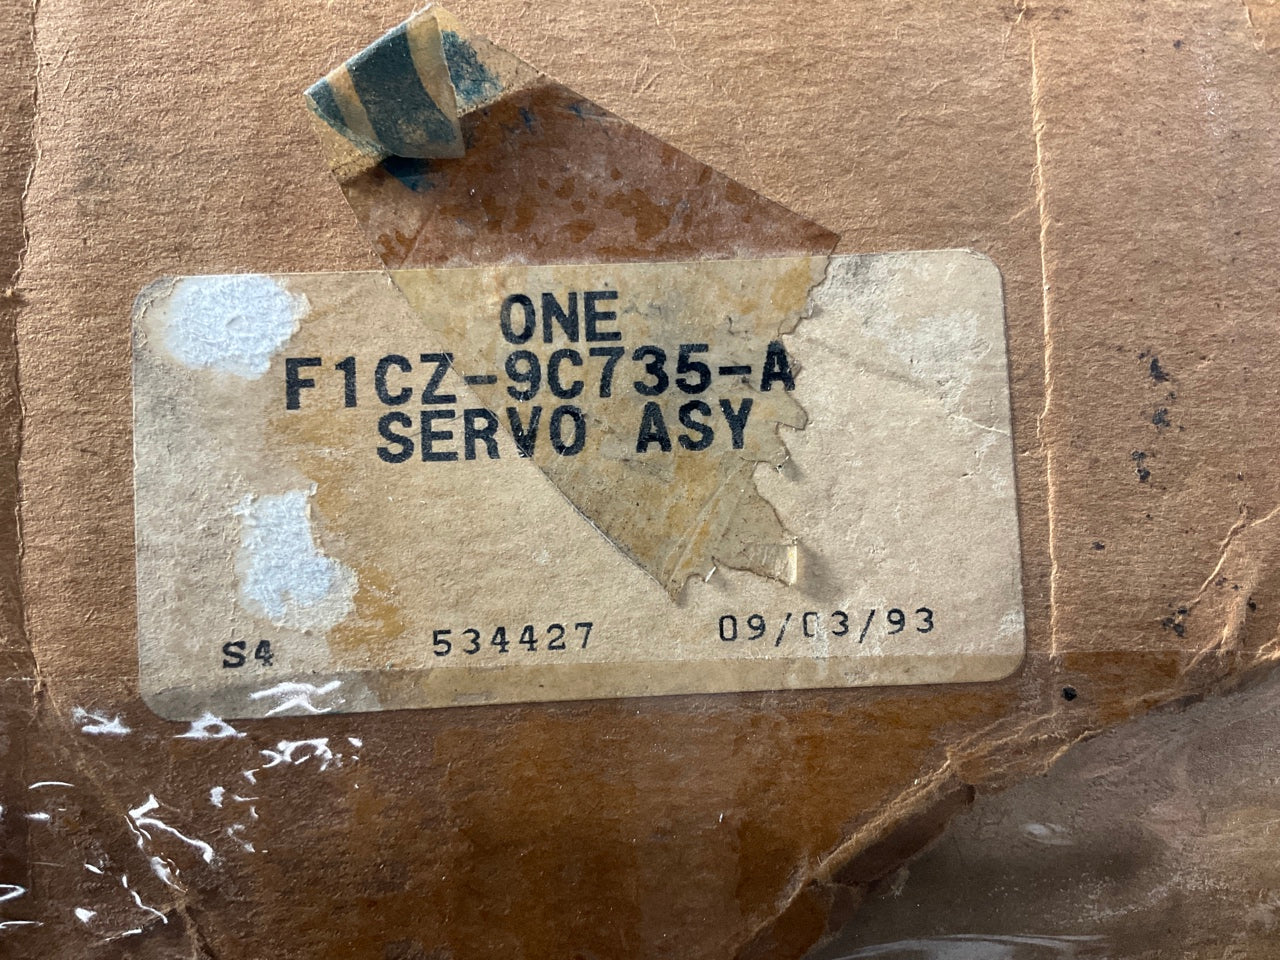 ONE
F1CZ-9C735-A
SERVO ASY
S4 534427 09/03/93